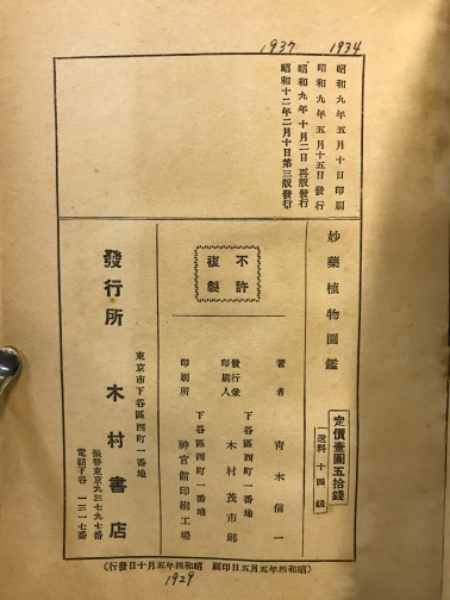 1934
1937
昭和九年五月十日印刷
昭和九年五月十五日發行
昭和九年十月二日再版發行
昭和十二年二月十日第三版發行
妙藥植物圖鑑
定價壹圓五拾錢
送料十四錢
不許
複製
著者 靑木信一
發行兼
印刷人
下谷區西町一番地
木村茂市郎
印刷所
下谷區西町一番地
神宮館印刷工場
發行所 木村書店
東京市下谷區西町一番地
振替東京九三七九七番
電話下谷一三一七番
(昭和四年五月五日印刷 昭和四年五月十日發行)
1929